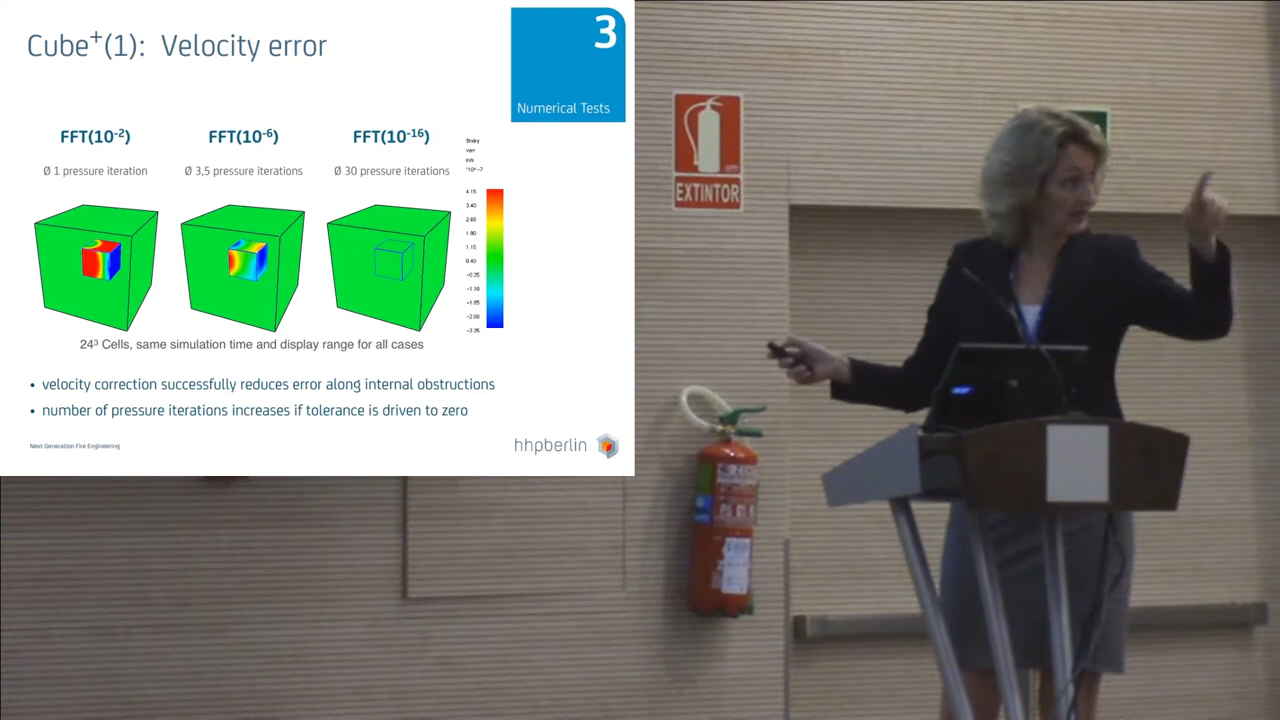 Cube+(1): Velocity error
3
Numerical Tests
FFT(10-2)
FFT(10-6)
FFT(10-16)
Ø 1 pressure iteration
Ø 3,5 pressure iterations
Ø 30 pressure iterations
Bndry
verr
m/s
*10^-7
4.15
3.40
2.65
1.90
1.15
0.40
-0.35
-1.10
-1.85
-2.60
-3.35
24³ Cells, same simulation time and display range for all cases
• velocity correction successfully reduces error along internal obstructions
• number of pressure iterations increases if tolerance is driven to zero
Next Generation Fire Engineering
hhpberlin
EXTINTOR